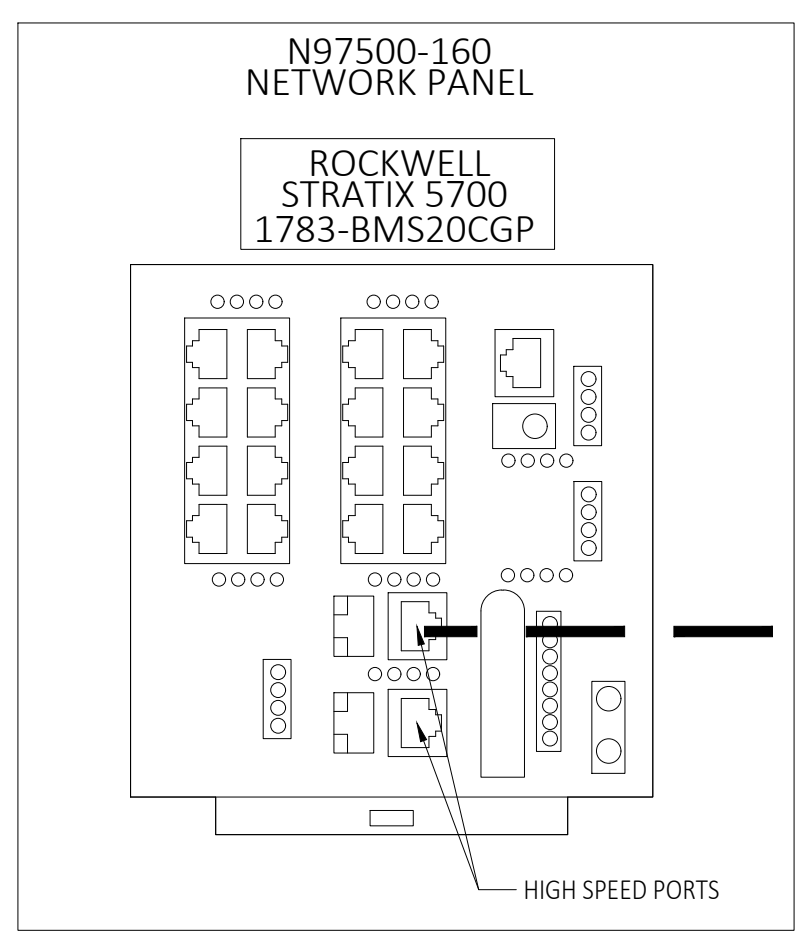 N97500-160
NETWORK PANEL
ROCKWELL
STRATIX 5700
1783-BMS20CGP
HIGH SPEED PORTS